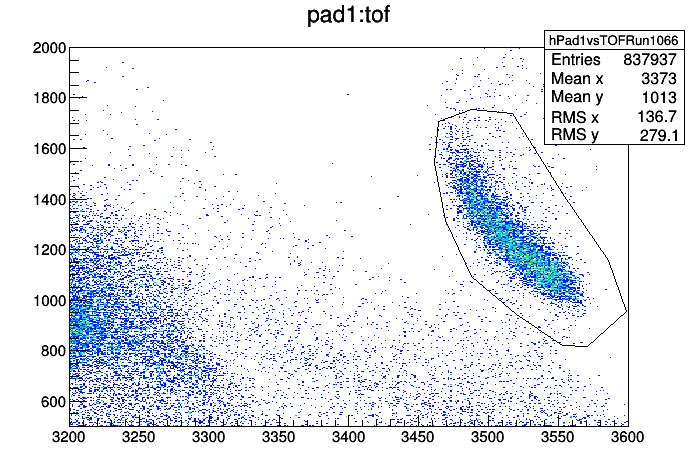 pad1:tof
hPad1vsTOFRun1066
Entries 837937
Mean x 3373
Mean y 1013
RMS x 136.7
RMS y 279.1
2000
1800
1600
1400
1200
1000
800
600
3200 3250 3300 3350 3400 3450 3500 3550 3600